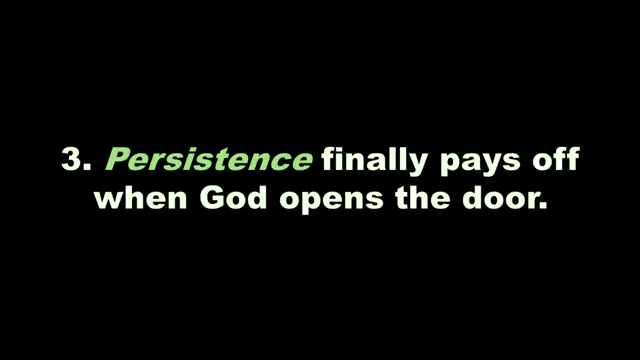 3. Persistence finally pays off
when God opens the door.